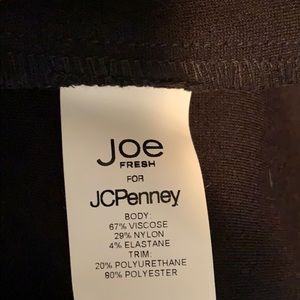 Joe
FRESH
FOR
JCPenney
BODY:
67% VISCOSE
29% NYLON
4% ELASTANE
TRIM:
20% POLYURETHANE
80% POLYESTER